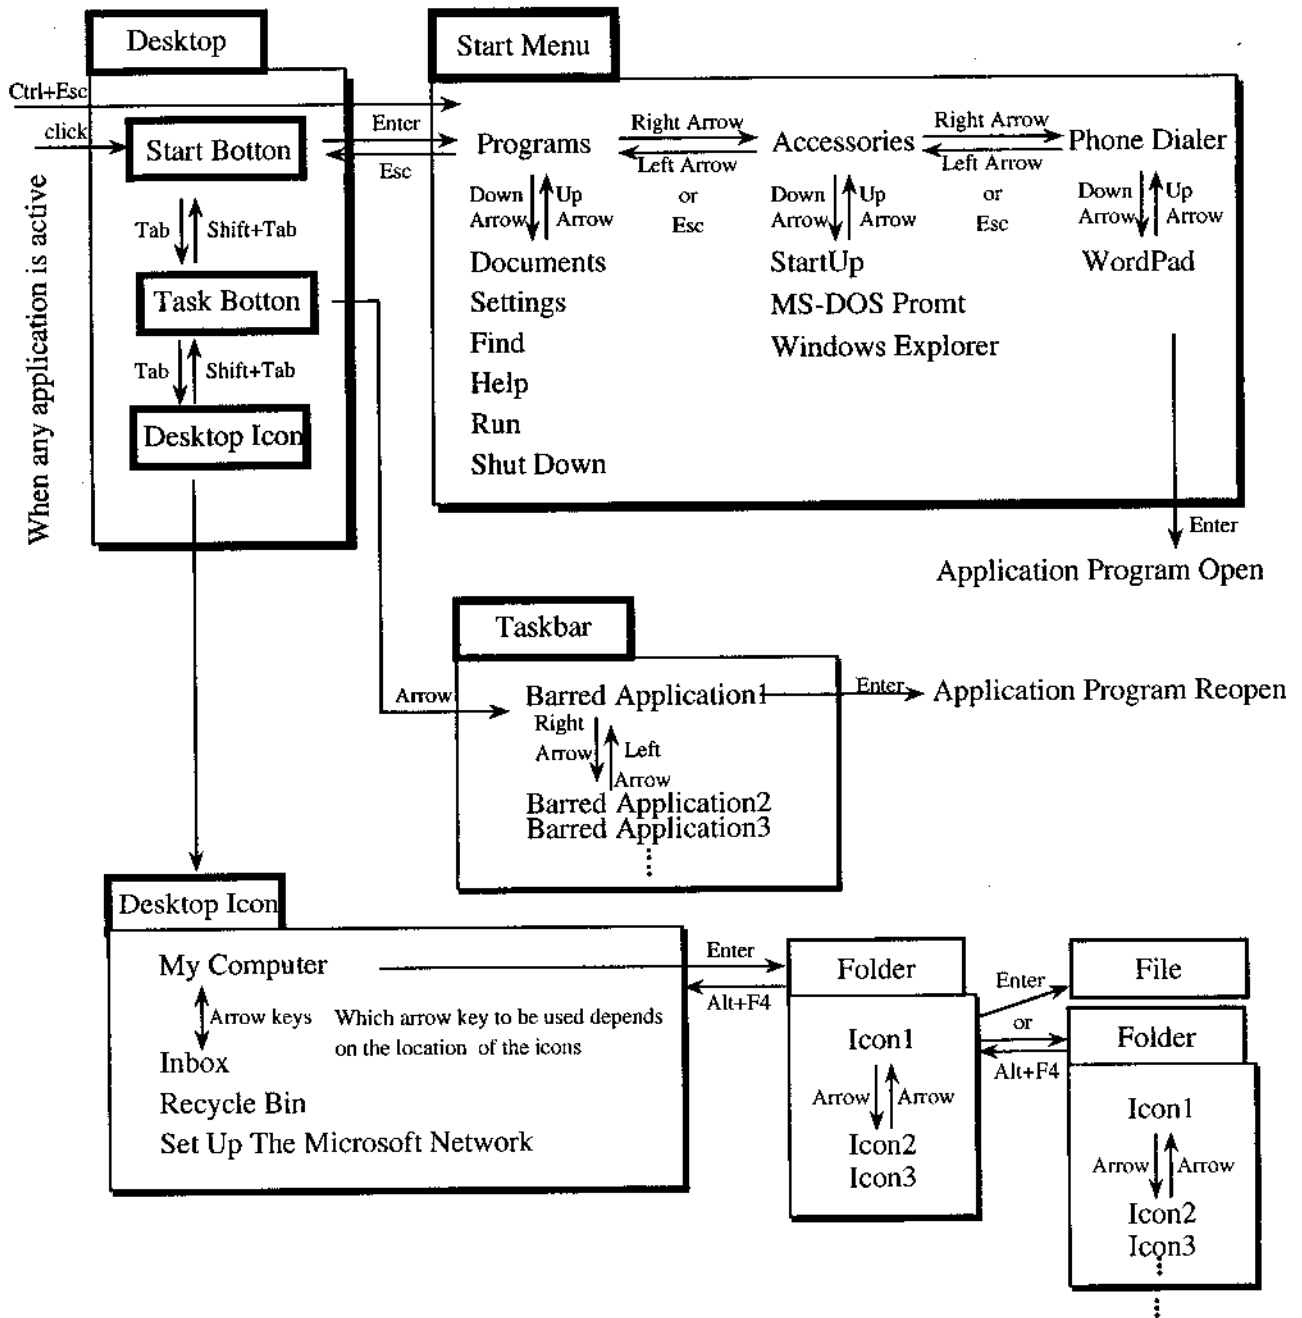 Desktop
Ctrl+Esc
click
When any application is active
Start Botton
Tab
Shift+Tab
Task Botton
Tab
Shift+Tab
Desktop Icon
Enter
Esc
Start Menu
Programs
Right Arrow
Left Arrow
or
Esc
Accessories
Right Arrow
Left Arrow
or
Esc
Phone Dialer
Down
Arrow
Up
Arrow
Down
Arrow
Up
Arrow
Down
Arrow
Up
Arrow
Documents
Settings
Find
Help
Run
Shut Down
StartUp
MS-DOS Promt
Windows Explorer
WordPad
Enter
Application Program Open
Taskbar
Arrow
Barred Application1
Enter
Application Program Reopen
Right
Arrow
Left
Arrow
Barred Application2
Barred Application3
Desktop Icon
My Computer
Arrow keys
Which arrow key to be used depends
on the location of the icons
Inbox
Recycle Bin
Set Up The Microsoft Network
Enter
Alt+F4
Folder
Icon1
Arrow
Arrow
Icon2
Icon3
Enter
or
Alt+F4
File
Folder
Icon1
Arrow
Arrow
Icon2
Icon3